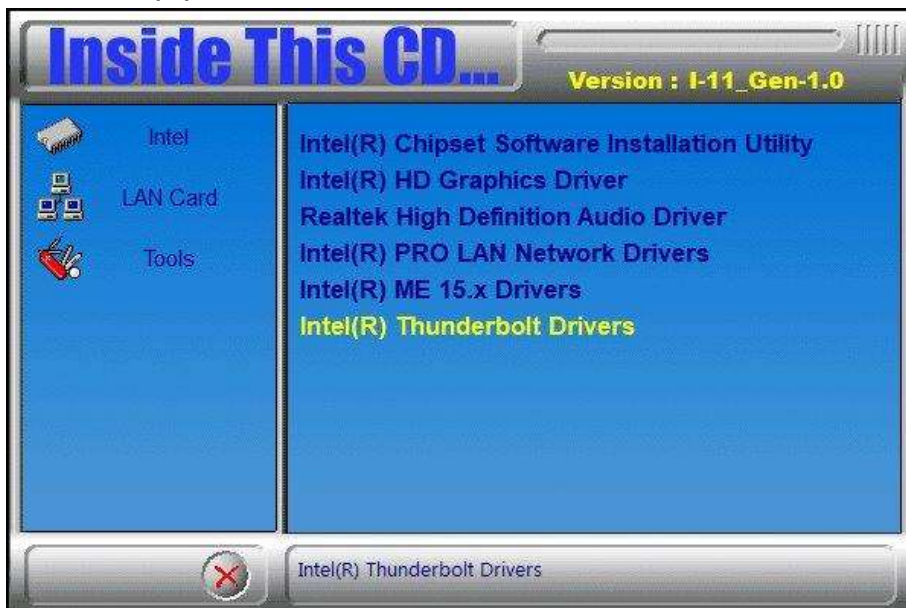 Inside This CD...
Version : I-11_Gen-1.0
Intel
LAN Card
Tools
Intel(R) Chipset Software Installation Utility
Intel(R) HD Graphics Driver
Realtek High Definition Audio Driver
Intel(R) PRO LAN Network Drivers
Intel(R) ME 15.x Drivers
Intel(R) Thunderbolt Drivers
Intel(R) Thunderbolt Drivers